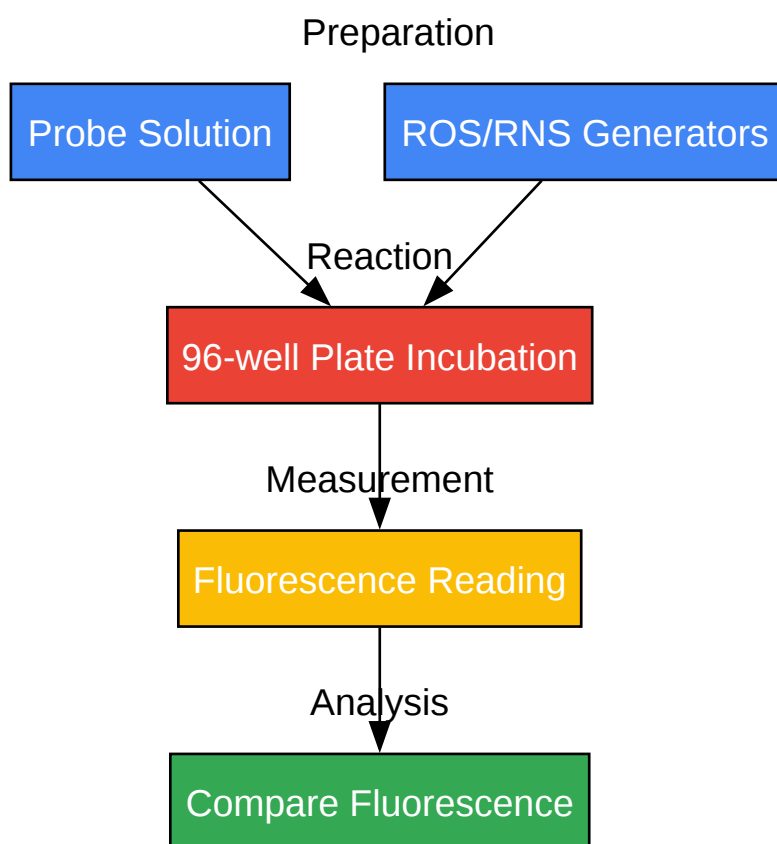 Preparation
Probe Solution
ROS/RNS Generators
Reaction
96-well Plate Incubation
Measurement
Fluorescence Reading
Analysis
Compare Fluorescence